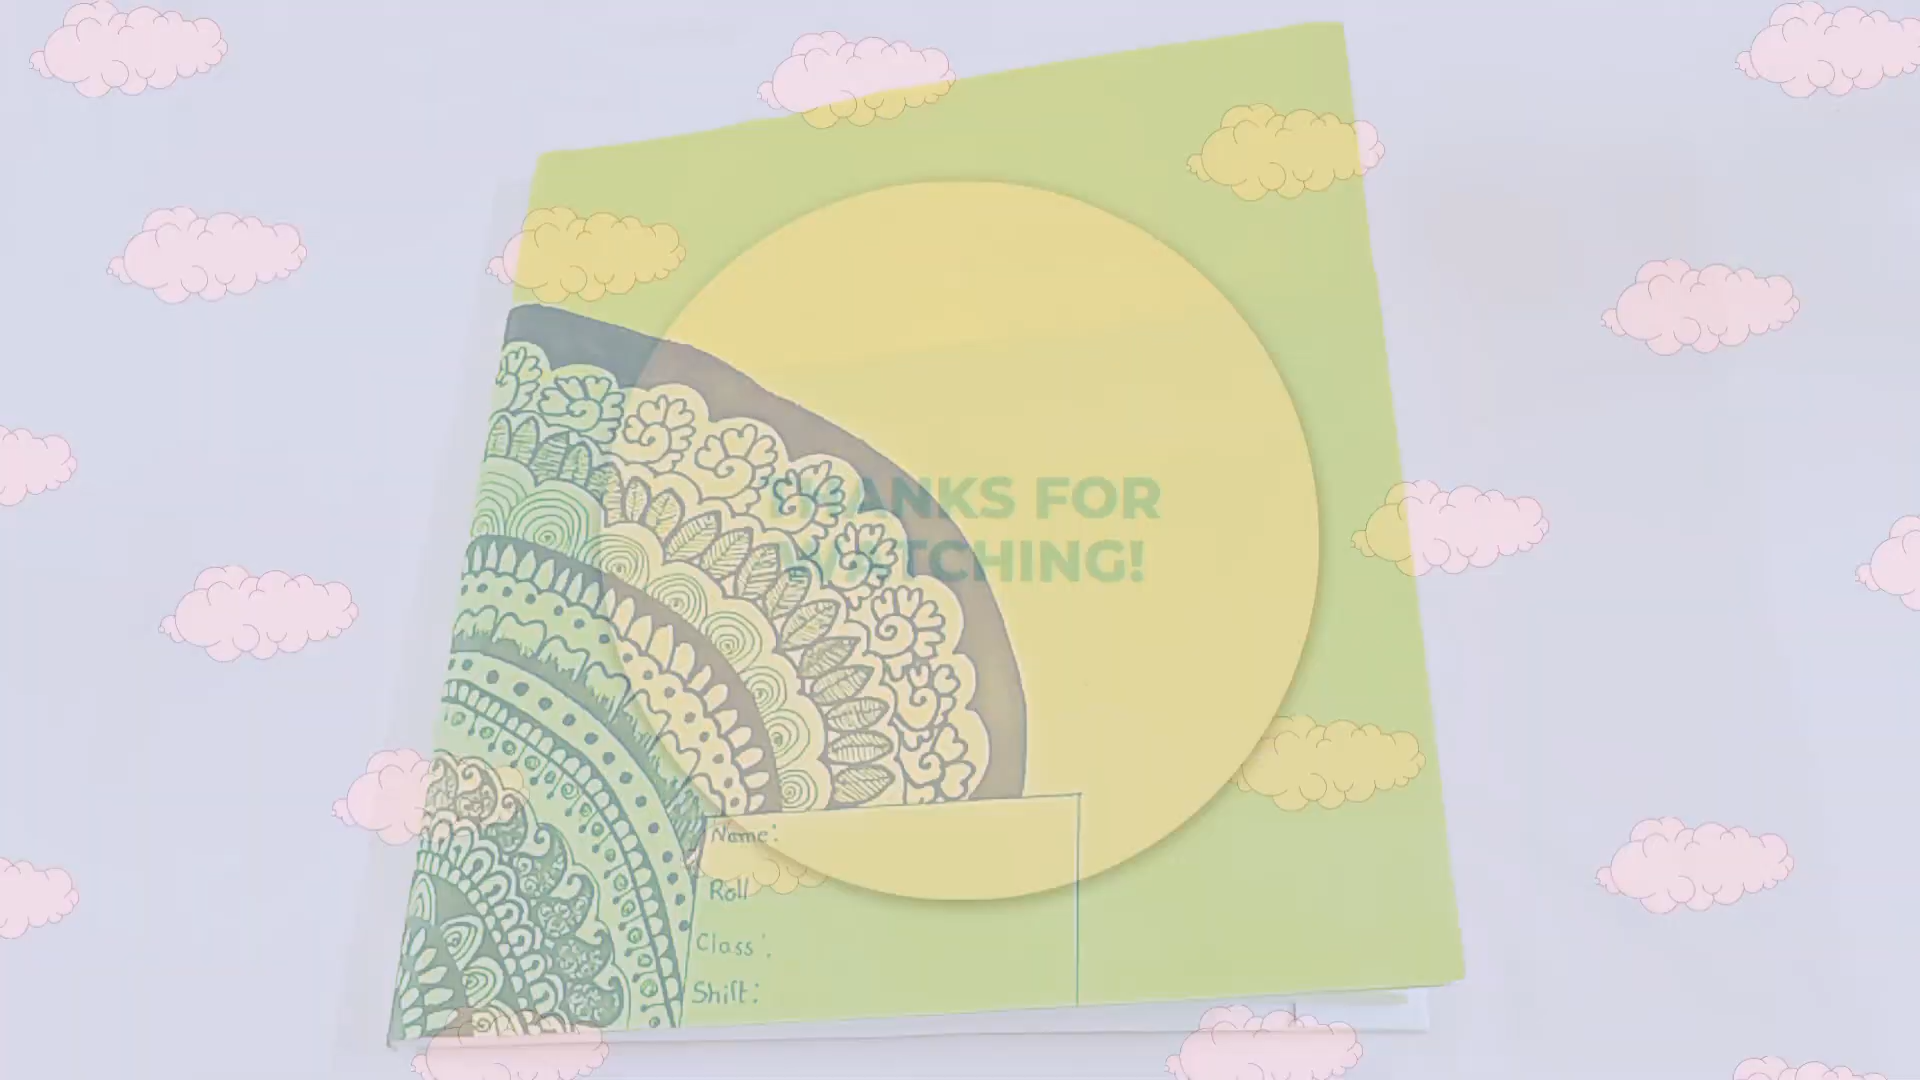 THANKS FOR
WATCHING!
Name:
Roll
Class:
Shift: